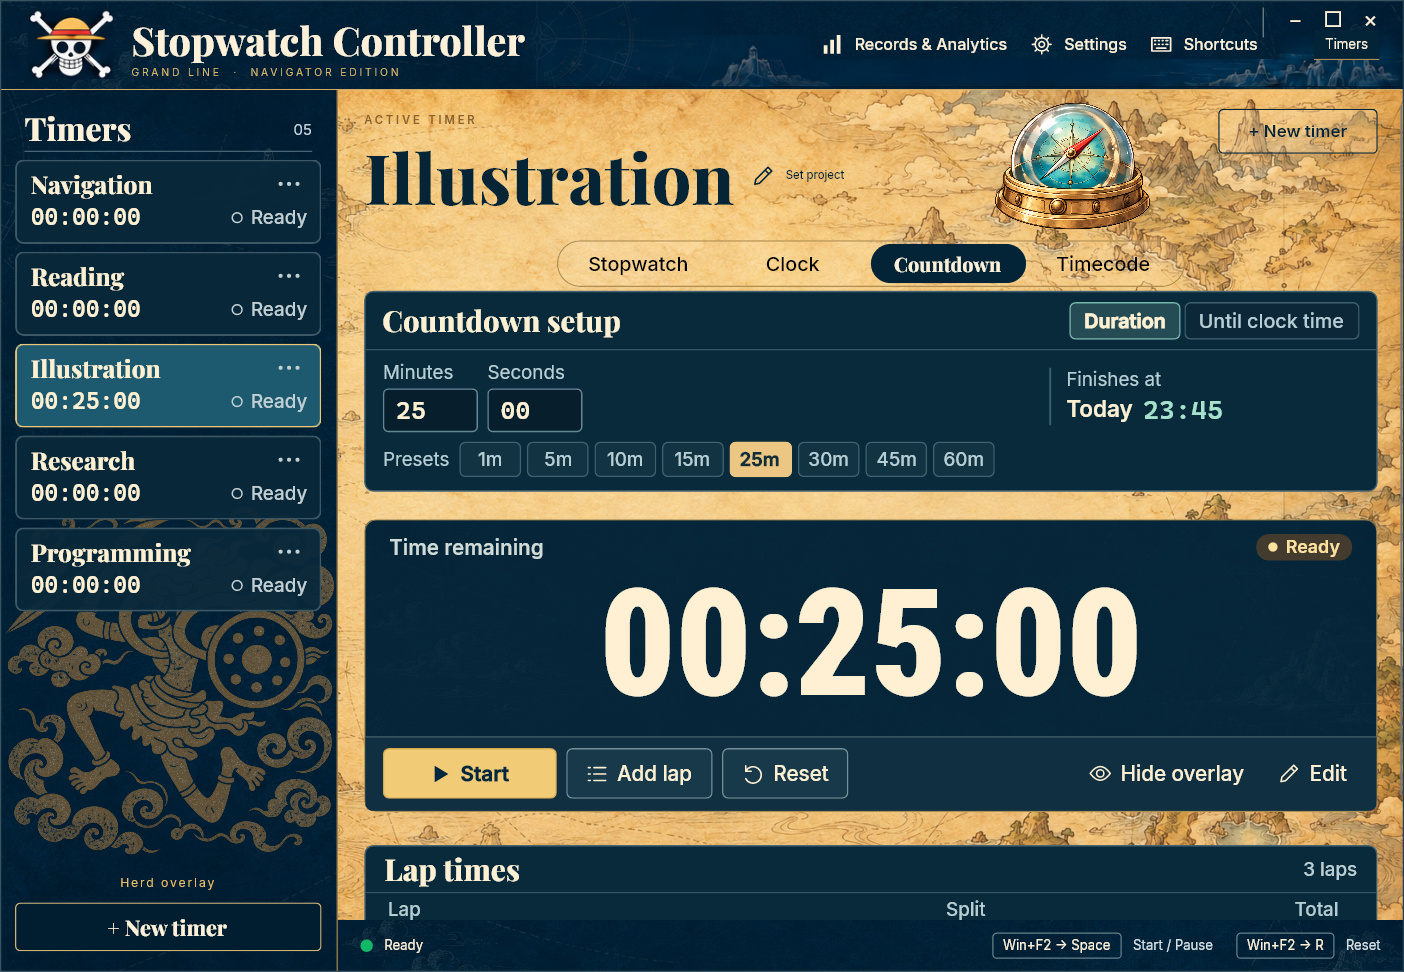 Stopwatch Controller
GRAND LINE · NAVIGATOR EDITION
Records & Analytics
Settings
Shortcuts
Timers
Timers
05
Navigation
00:00:00
Ready
Reading
00:00:00
Ready
Illustration
00:25:00
Ready
Research
00:00:00
Ready
Programming
00:00:00
Ready
Herd overlay
+ New timer
ACTIVE TIMER
Illustration
Set project
+ New timer
Stopwatch
Clock
Countdown
Timecode
Countdown setup
Duration
Until clock time
Minutes
Seconds
25
00
Finishes at
Today 23:45
Presets
1m
5m
10m
15m
25m
30m
45m
60m
Time remaining
Ready
00:25:00
Start
Add lap
Reset
Hide overlay
Edit
Lap times
3 laps
Lap
Split
Total
Ready
Win+F2 → Space
Start / Pause
Win+F2 → R
Reset